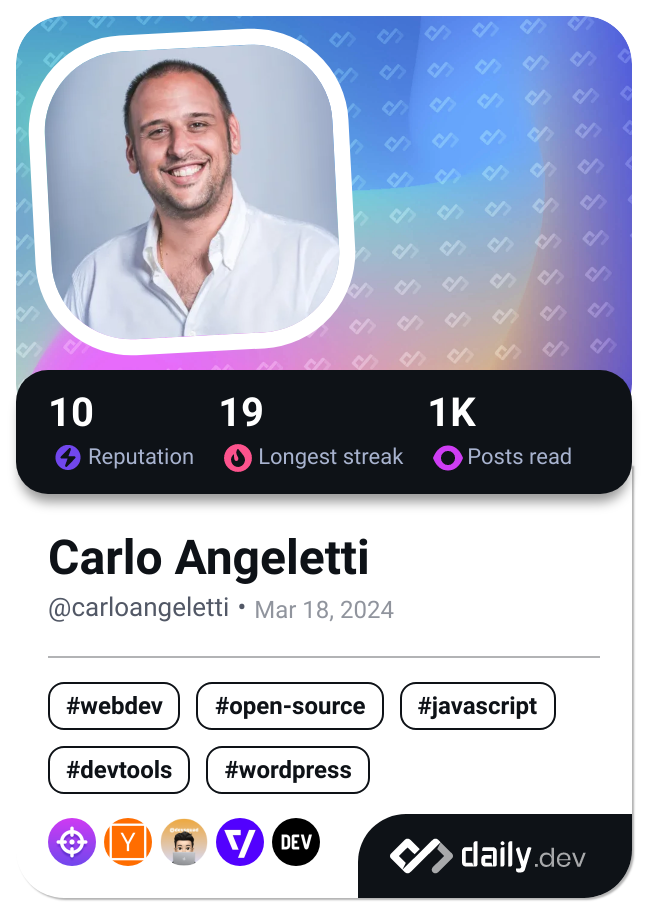 10 19 1K
Reputation Longest streak Posts read
Carlo Angeletti
@carloangeletti • Mar 18, 2024
#webdev #open-source #javascript
#devtools #wordpress
Y DEV
daily.dev